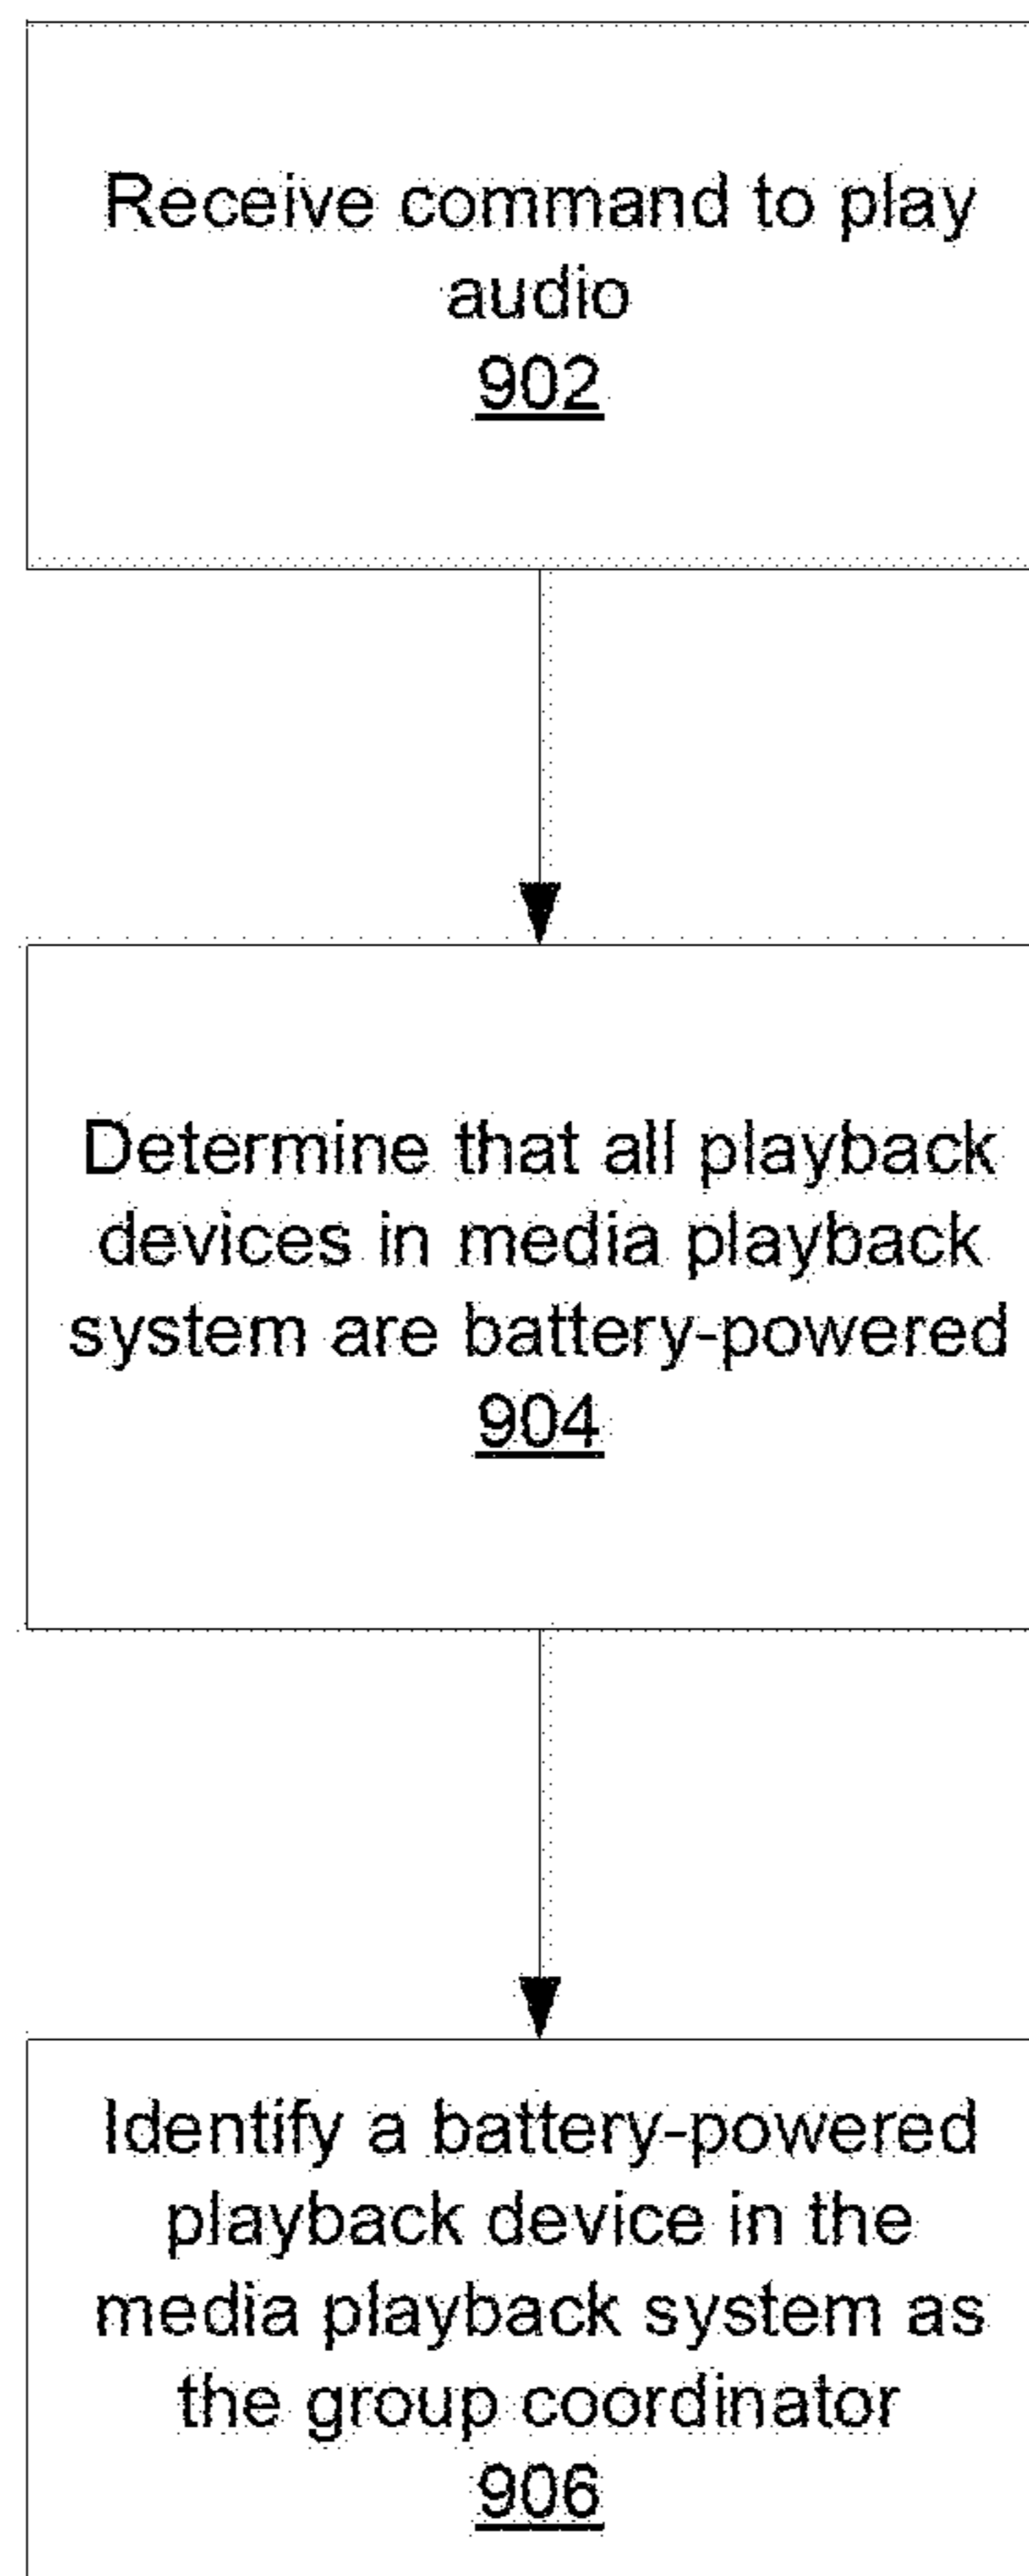 Receive command to play
audio
902
Determine that all playback
devices in media playback
system are battery-powered
904
Identify a battery-powered
playback device in the
media playback system as
the group coordinator
906